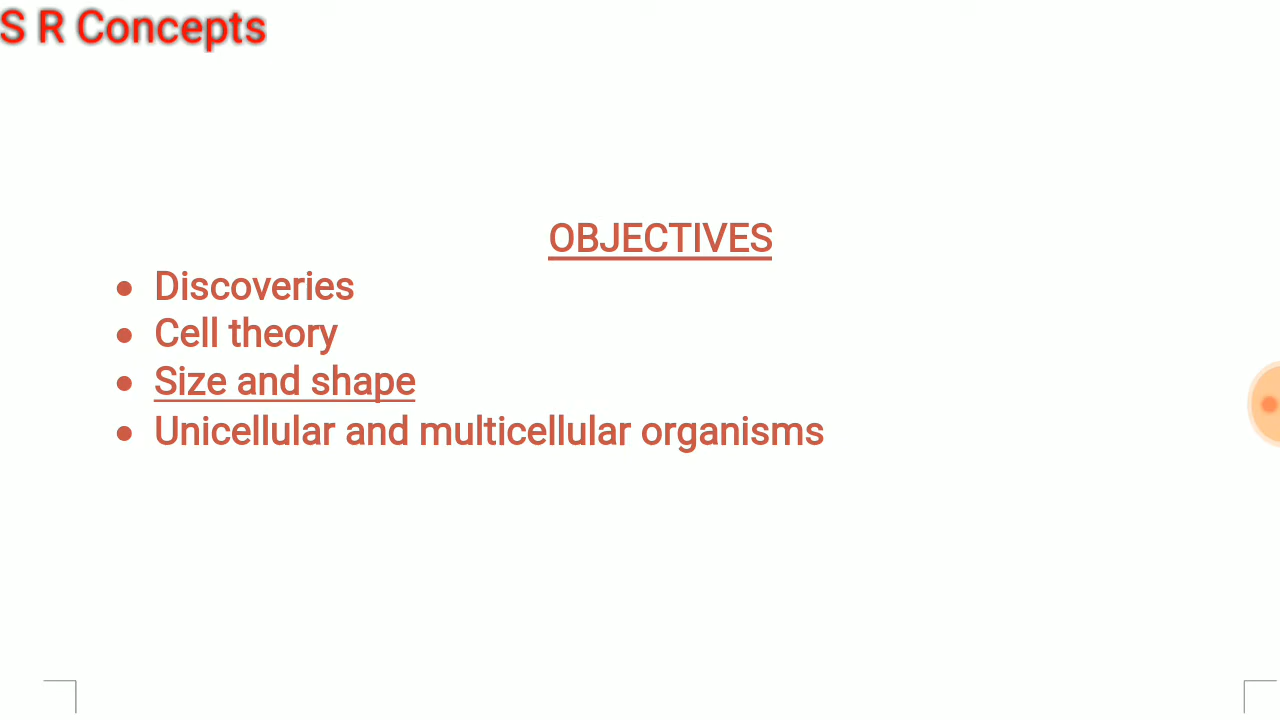 S R Concepts
OBJECTIVES
● Discoveries
● Cell theory
● Size and shape
● Unicellular and multicellular organisms